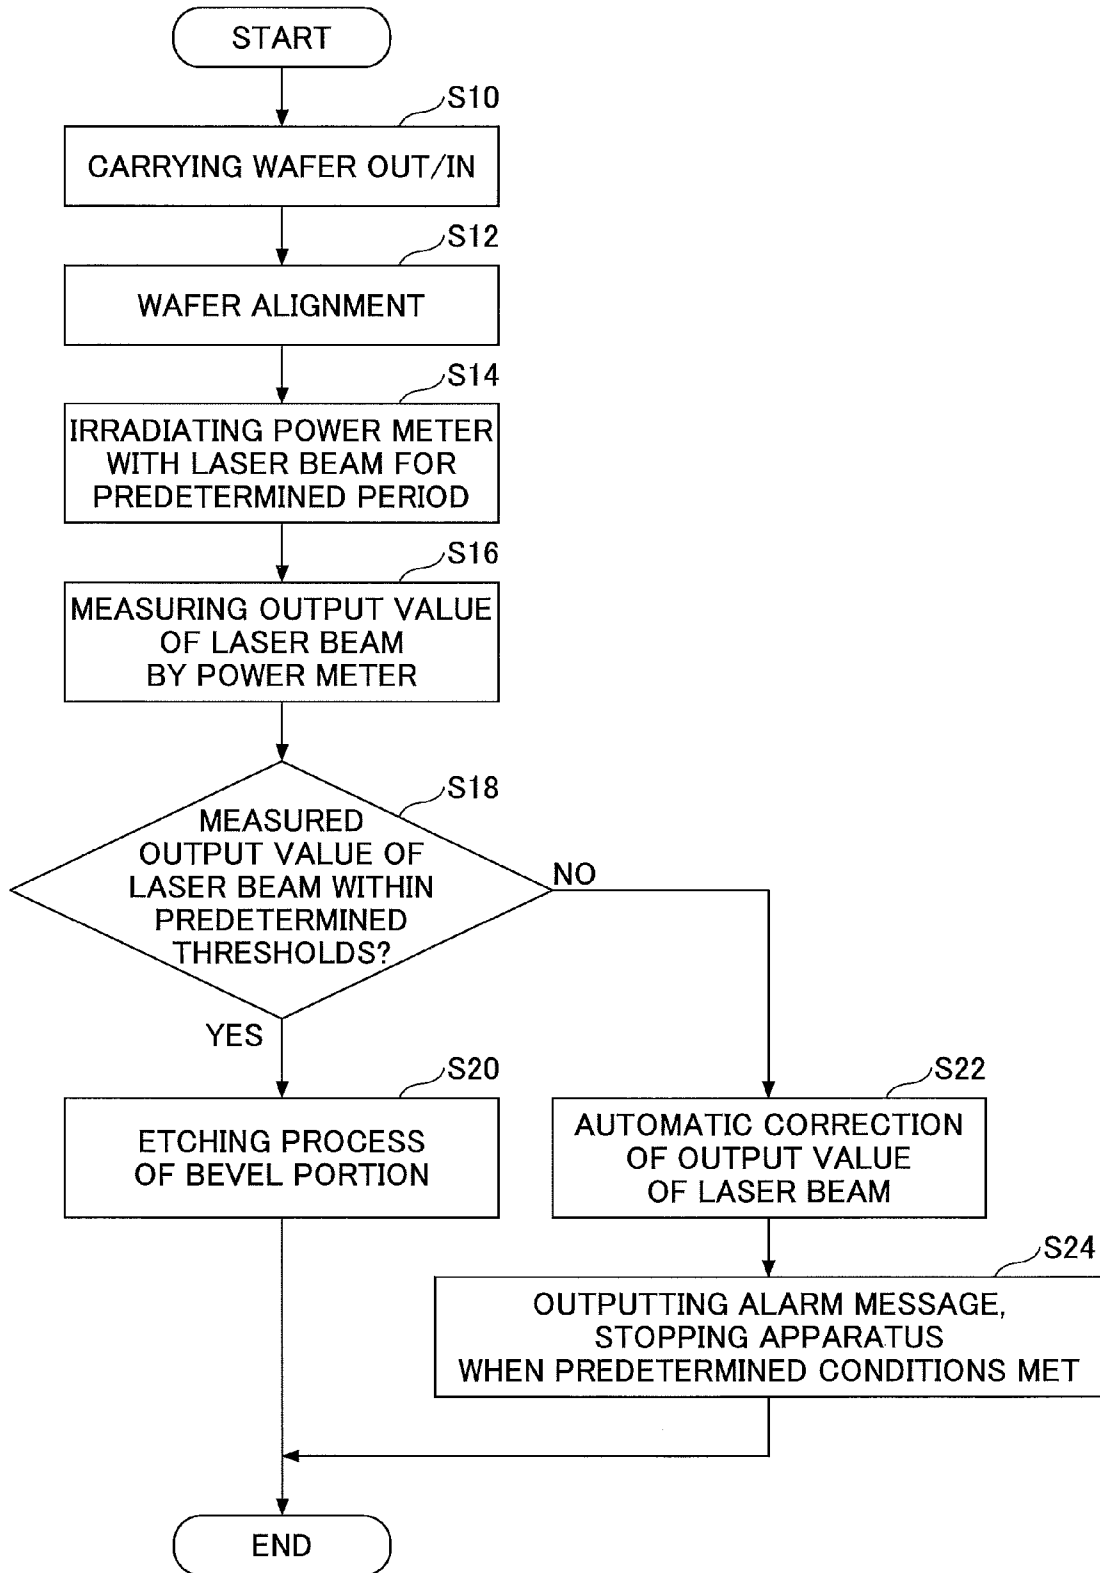 START
S10
CARRYING WAFER OUT/IN
S12
WAFER ALIGNMENT
S14
IRRADIATING POWER METER
WITH LASER BEAM FOR
PREDETERMINED PERIOD
S16
MEASURING OUTPUT VALUE
OF LASER BEAM
BY POWER METER
S18
MEASURED
OUTPUT VALUE OF
LASER BEAM WITHIN
PREDETERMINED
THRESHOLDS?
NO
YES
S20
ETCHING PROCESS
OF BEVEL PORTION
S22
AUTOMATIC CORRECTION
OF OUTPUT VALUE
OF LASER BEAM
S24
OUTPUTTING ALARM MESSAGE,
STOPPING APPARATUS
WHEN PREDETERMINED CONDITIONS MET
END